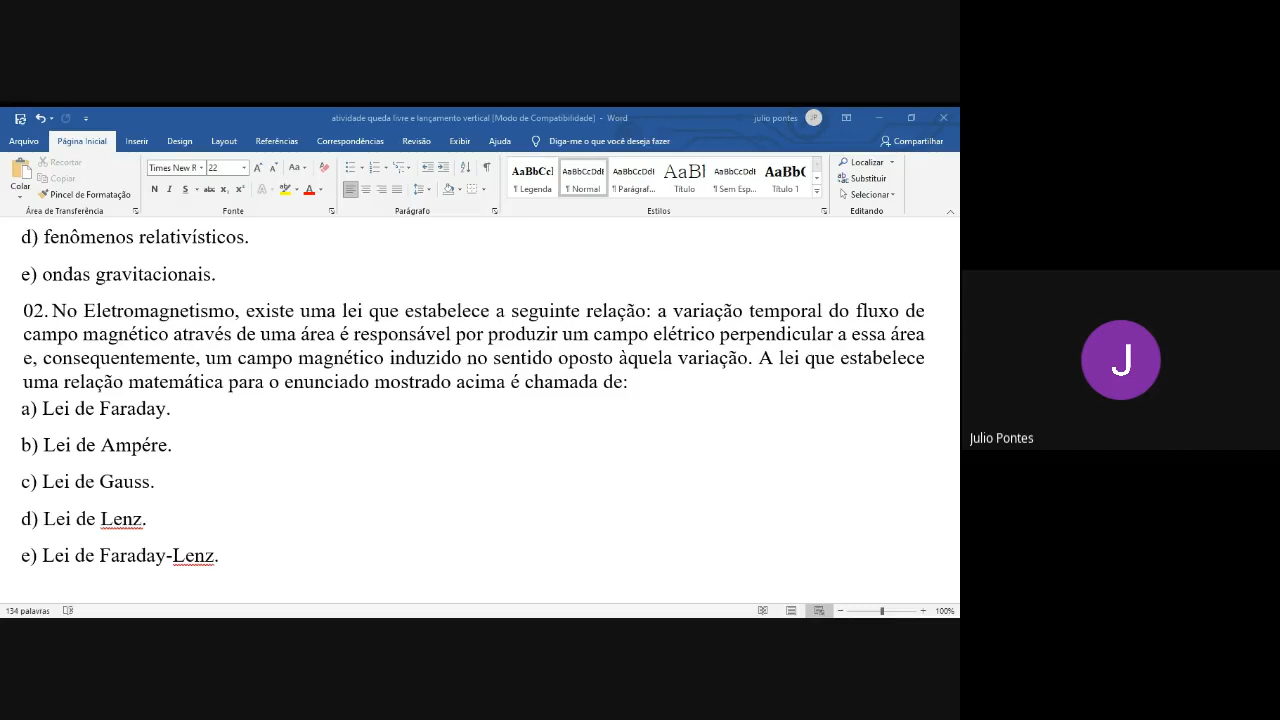 atividade queda livre e lançamento vertical [Modo de Compatibilidade] - Word
julio pontes
JP
Arquivo Página Inicial Inserir Design Layout Referências Correspondências Revisão Exibir Ajuda Diga-me o que você deseja fazer Compartilhar
Colar
Recortar
Copiar
Pincel de Formatação
Área de Transferência
Times New R 22
N I S abc x₂ x²
Fonte
Parágrafo
AaBbCcI AaBbCcDdI AaBbCcDdI AaBl AaBbCcDdI AaBb(
¶ Legenda ¶ Normal ¶ Parágraf... Título ¶ Sem Esp... Título 1
Estilos
Localizar
Substituir
Selecionar
Editando
d) fenômenos relativísticos.
e) ondas gravitacionais.
02. No Eletromagnetismo, existe uma lei que estabelece a seguinte relação: a variação temporal do fluxo de
campo magnético através de uma área é responsável por produzir um campo elétrico perpendicular a essa área
e, consequentemente, um campo magnético induzido no sentido oposto àquela variação. A lei que estabelece
uma relação matemática para o enunciado mostrado acima é chamada de:
a) Lei de Faraday.
b) Lei de Ampére.
c) Lei de Gauss.
d) Lei de Lenz.
e) Lei de Faraday-Lenz.
134 palavras
100%
J
Julio Pontes